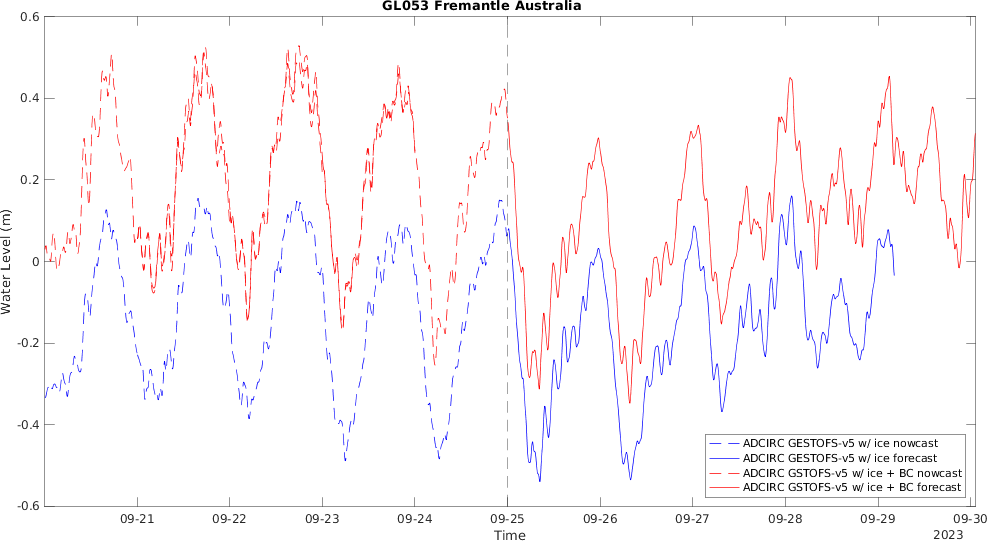 GL053 Fremantle Australia
0.6
0.4
0.2
0
-0.2
-0.4
-0.6
Water Level (m)
09-21 09-22 09-23 09-24 09-25 09-26 09-27 09-28 09-29 09-30
Time
2023
ADCIRC GESTOFS-v5 w/ ice nowcast
ADCIRC GESTOFS-v5 w/ ice forecast
ADCIRC GSTOFS-v5 w/ ice + BC nowcast
ADCIRC GSTOFS-v5 w/ ice + BC forecast